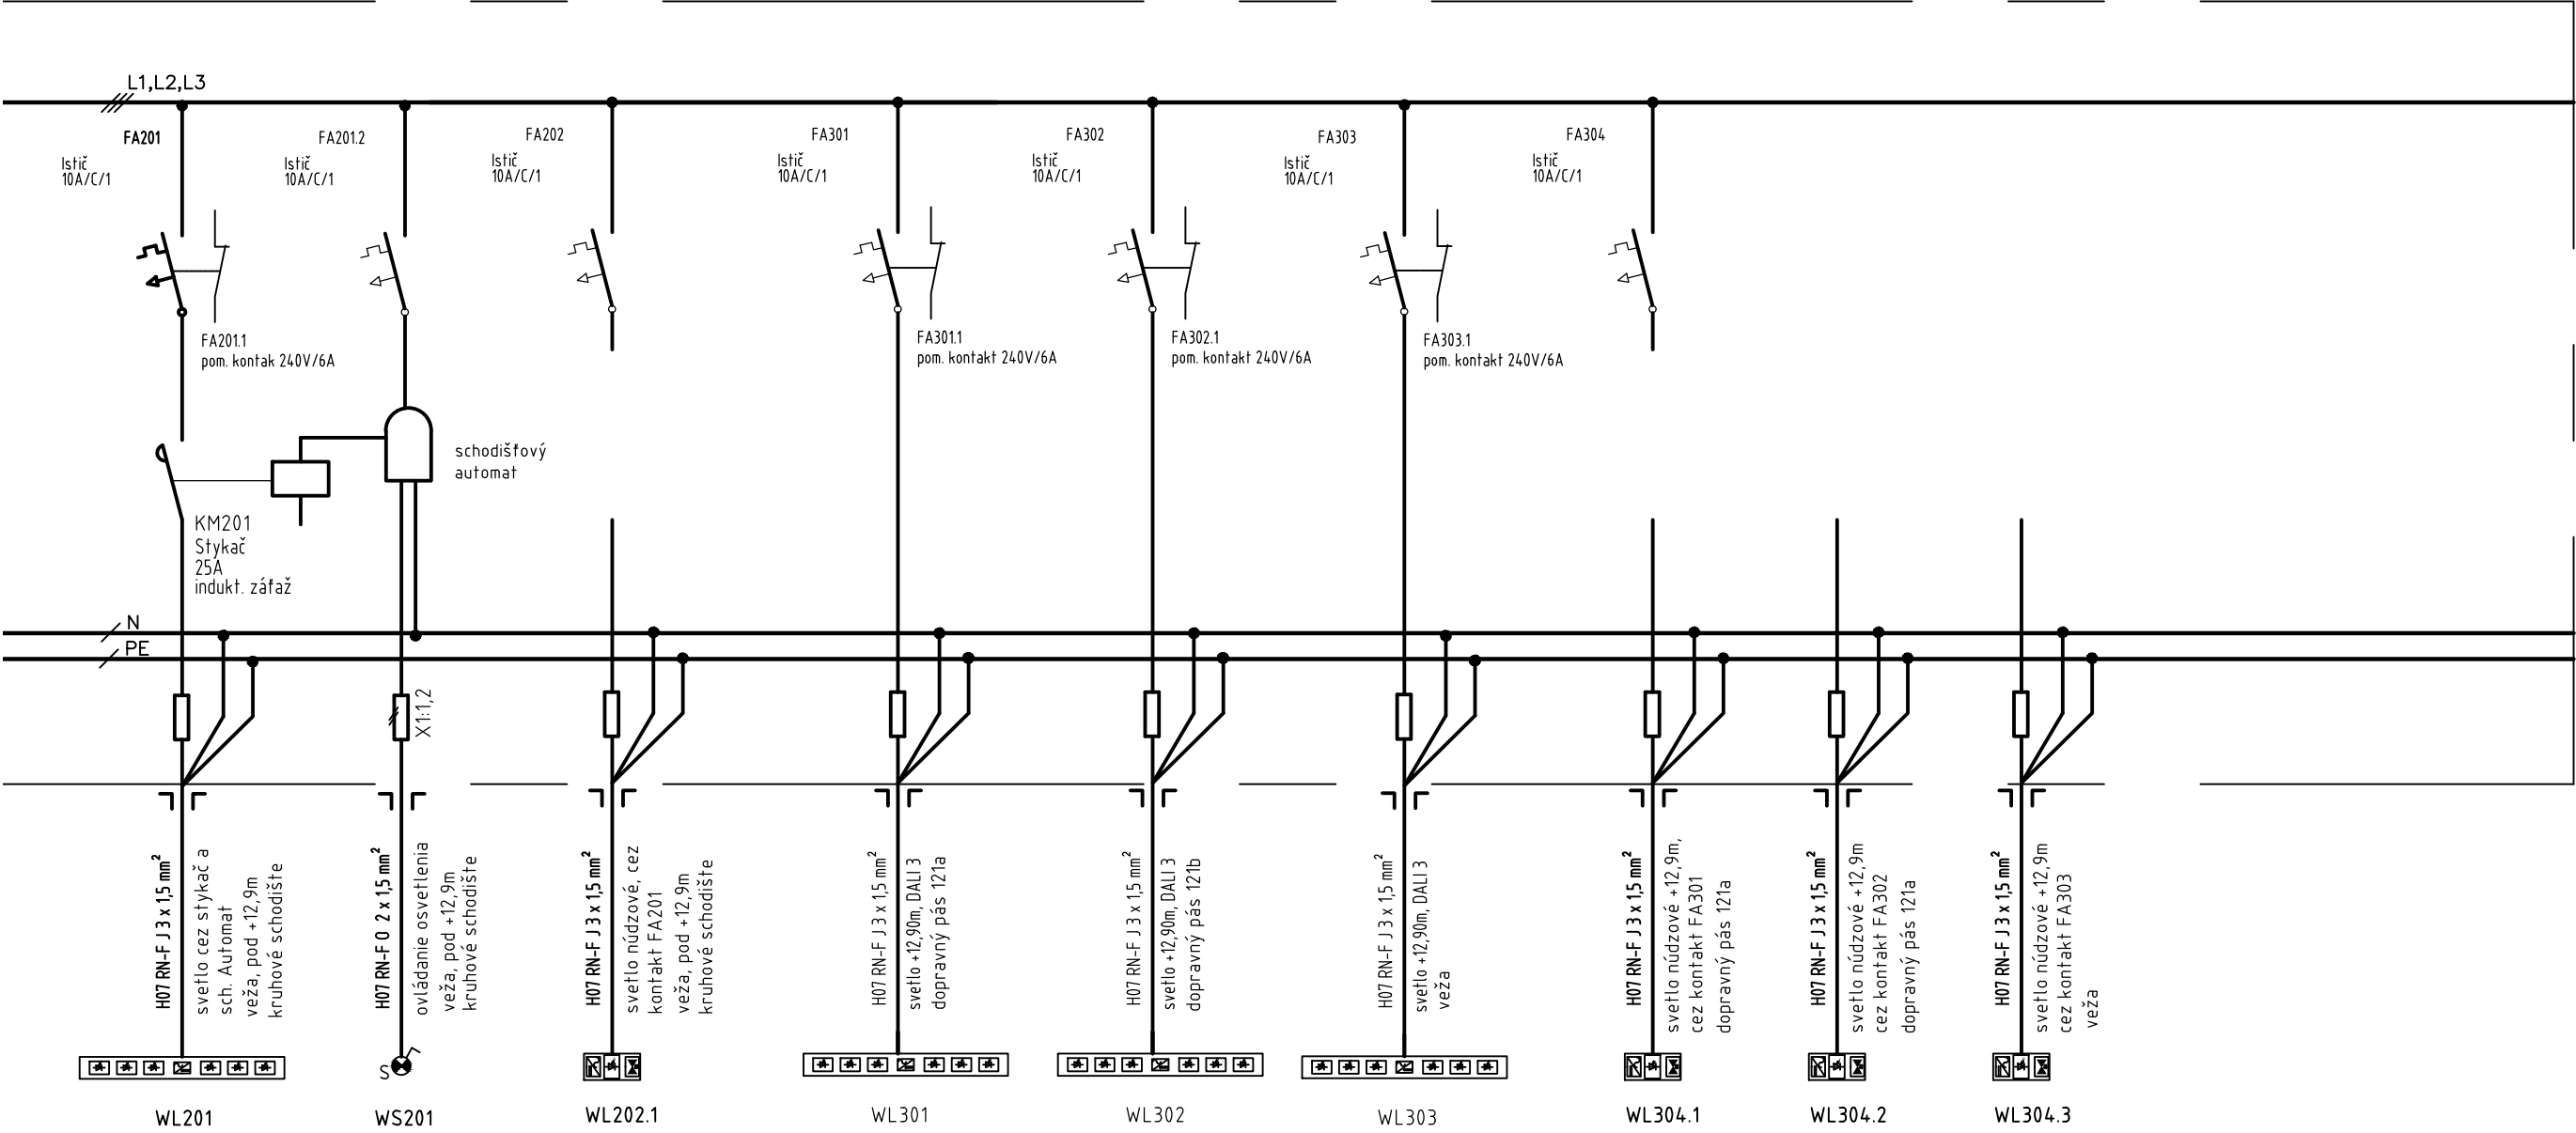 L1,L2,L3
FA201
Istič
10A/C/1
FA201.2
Istič
10A/C/1
FA202
Istič
10A/C/1
FA301
Istič
10A/C/1
FA302
Istič
10A/C/1
FA303
Istič
10A/C/1
FA304
Istič
10A/C/1
FA201.1
pom. kontak 240V/6A
FA301.1
pom. kontakt 240V/6A
FA302.1
pom. kontakt 240V/6A
FA303.1
pom. kontakt 240V/6A
schodišťový
automat
KM201
Stykač
25A
indukt. záťaž
N
PE
X1:1,2
H07 RN-F J 3 x 1,5 mm²
svetlo cez stykač a
sch. Automat
veža, pod +12,9m
kruhové schodište
H07 RN-F O 2 x 1,5 mm²
ovládanie osvetlenia
veža, pod +12,9m
kruhové schodište
H07 RN-F J 3 x 1,5 mm²
svetlo núdzové, cez
kontakt FA201
veža, pod +12,9m
kruhové schodište
H07 RN-F J 3 x 1,5 mm²
svetlo +12,90m, DALI 3
dopravný pás 121a
H07 RN-F J 3 x 1,5 mm²
svetlo +12,90m, DALI 3
dopravný pás 121b
H07 RN-F J 3 x 1,5 mm²
svetlo +12,90m, DALI 3
veža
H07 RN-F J 3 x 1,5 mm²
svetlo núdzové +12,9m,
cez kontakt FA301
dopravný pás 121a
H07 RN-F J 3 x 1,5 mm²
svetlo núdzové +12,9m
cez kontakt FA302
dopravný pás 121a
H07 RN-F J 3 x 1,5 mm²
svetlo núdzové +12,9m
cez kontakt FA303
veža
S
WL201
WS201
WL202.1
WL301
WL302
WL303
WL304.1
WL304.2
WL304.3